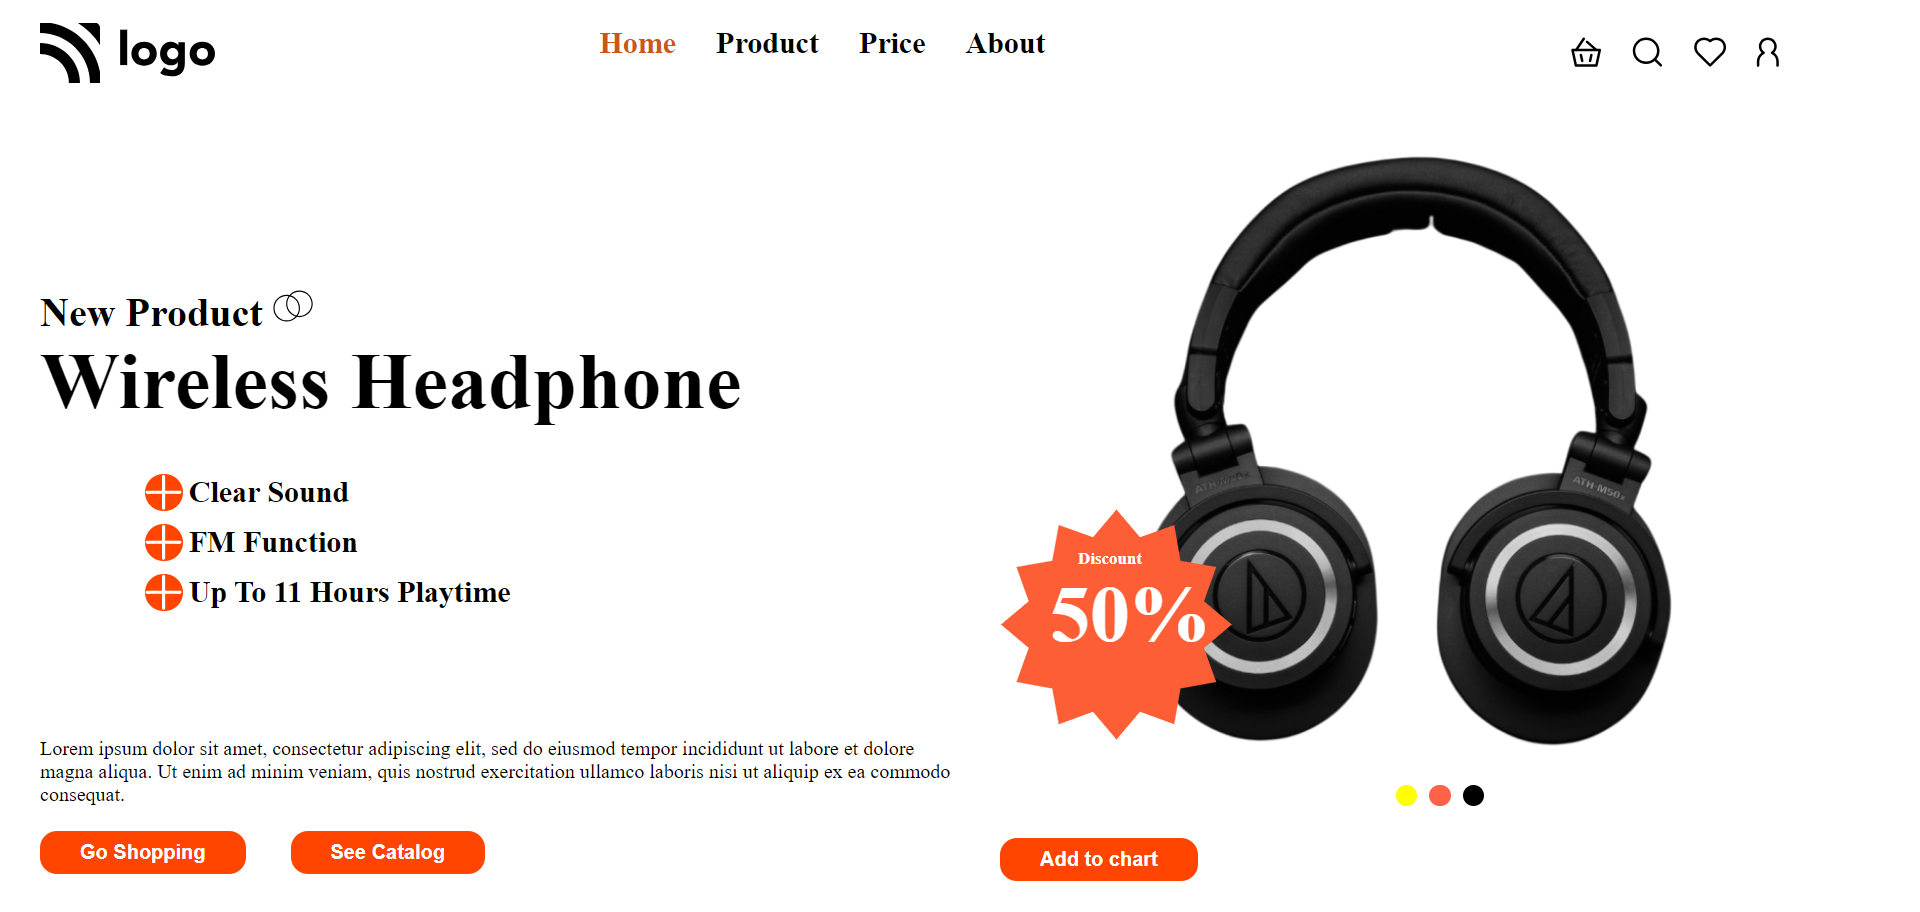 logo
Home Product Price About
New Product
Wireless Headphone
Clear Sound
FM Function
Up To 11 Hours Playtime
Lorem ipsum dolor sit amet, consectetur adipiscing elit, sed do eiusmod tempor incididunt ut labore et dolore
magna aliqua. Ut enim ad minim veniam, quis nostrud exercitation ullamco laboris nisi ut aliquip ex ea commodo
consequat.
Go Shopping
See Catalog
ATH-M50x
Discount
50%
Add to chart